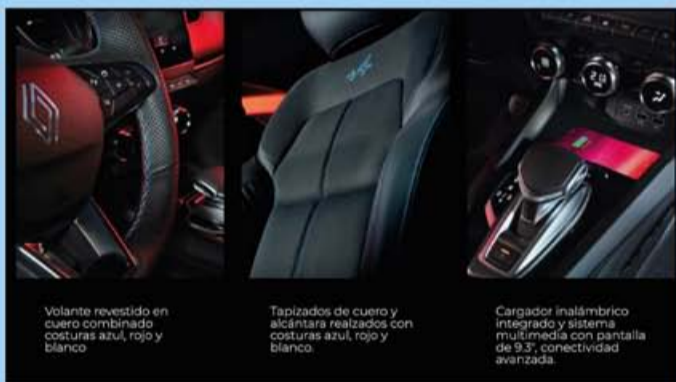 Volante revestido en
cuero combinado
costuras azul, rojo y
blanco
Tapizados de cuero y
alcántara realzados con
costuras azul, rojo y
blanco.
Cargador inalámbrico
integrado y sistema
multimedia con pantalla
de 9.3", conectividad
avanzada.